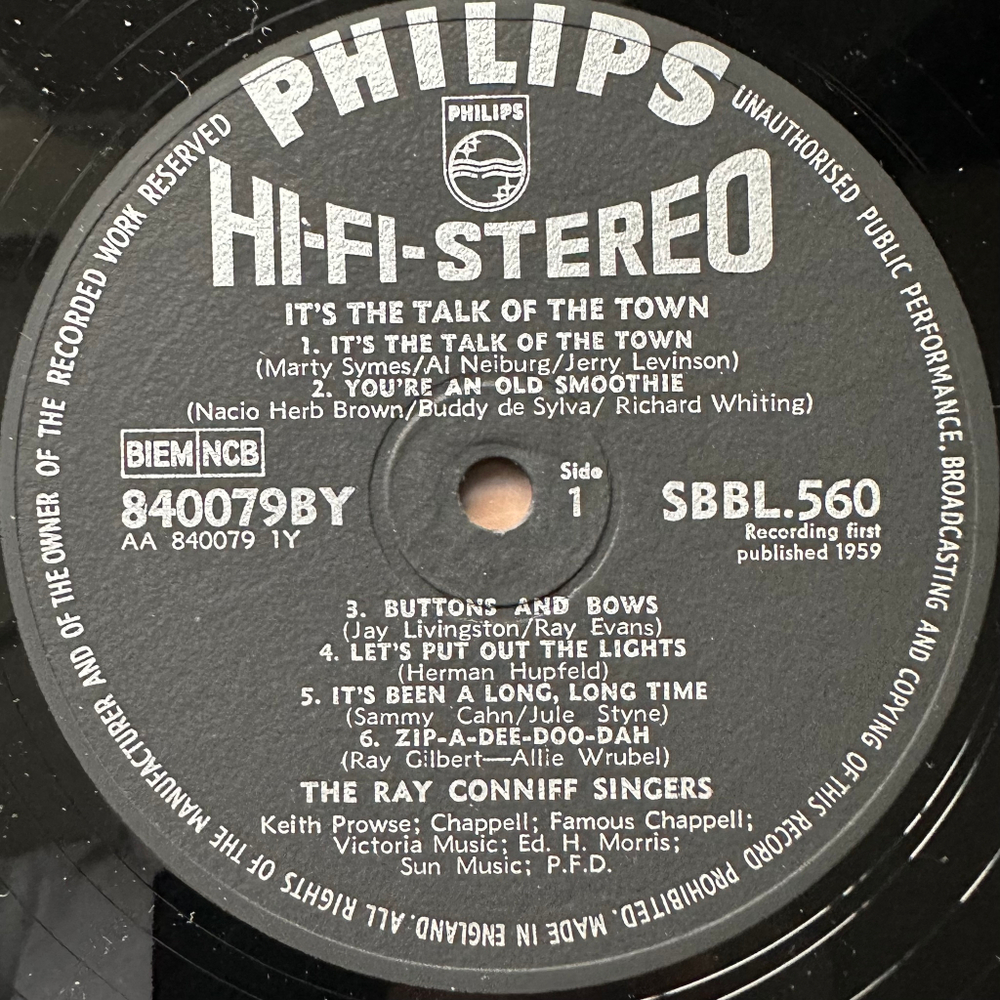 PHILIPS
PHILIPS
HI-FI-STEREO
IT'S THE TALK OF THE TOWN
1. IT'S THE TALK OF THE TOWN
(Marty Symes/Al Neiburg/Jerry Levinson)
2. YOU'RE AN OLD SMOOTHIE
(Nacio Herb Brown/Buddy de Sylva/ Richard Whiting)
BIEM NCB
840079BY
AA 840079 1Y
Side
1
SBBL.560
Recording first
published 1959
3. BUTTONS AND BOWS
(Jay Livingston/Ray Evans)
4. LET'S PUT OUT THE LIGHTS
(Herman Hupfeld)
5. IT'S BEEN A LONG, LONG TIME
(Sammy Cahn/Jule Styne)
6. ZIP-A-DEE-DOO-DAH
(Ray Gilbert—Allie Wrubel)
THE RAY CONNIFF SINGERS
Keith Prowse; Chappell; Famous Chappell;
Victoria Music; Ed. H. Morris;
Sun Music; P.F.D.
ALL RIGHTS OF THE MANUFACTURER AND OF THE OWNER OF THE RECORDED WORK RESERVED
UNAUTHORISED PUBLIC PERFORMANCE, BROADCASTING AND COPYING OF THIS RECORD PROHIBITED. MADE IN ENGLAND.